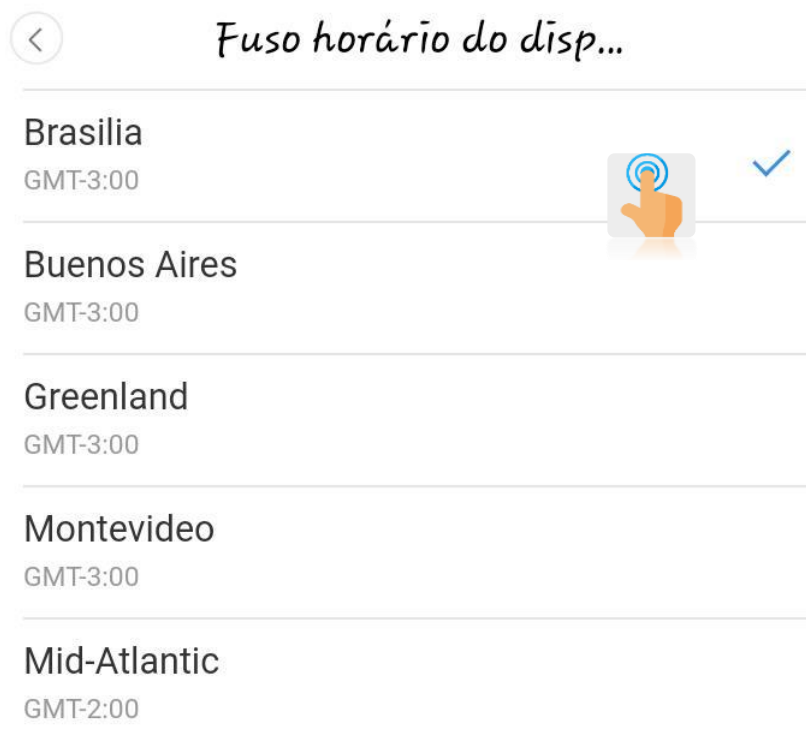 Fuso horário do disp...
Brasilia
GMT-3:00
Buenos Aires
GMT-3:00
Greenland
GMT-3:00
Montevideo
GMT-3:00
Mid-Atlantic
GMT-2:00